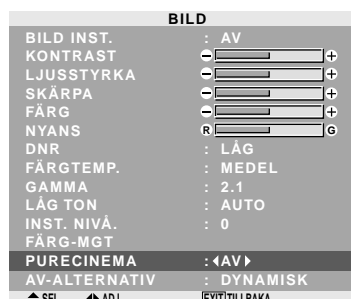 BILD
BILD INST. : AV
KONTRAST
LJUSSTYRKA
SKÄRPA
FÄRG
NYANS R G
DNR : LÅG
FÄRGTEMP. : MEDEL
GAMMA : 2.1
LÅG TON : AUTO
INST. NIVÅ. : 0
FÄRG-MGT
PURECINEMA : AV
AV-ALTERNATIV : DYNAMISK
SEL. ADJ. EXIT TILLBAKA